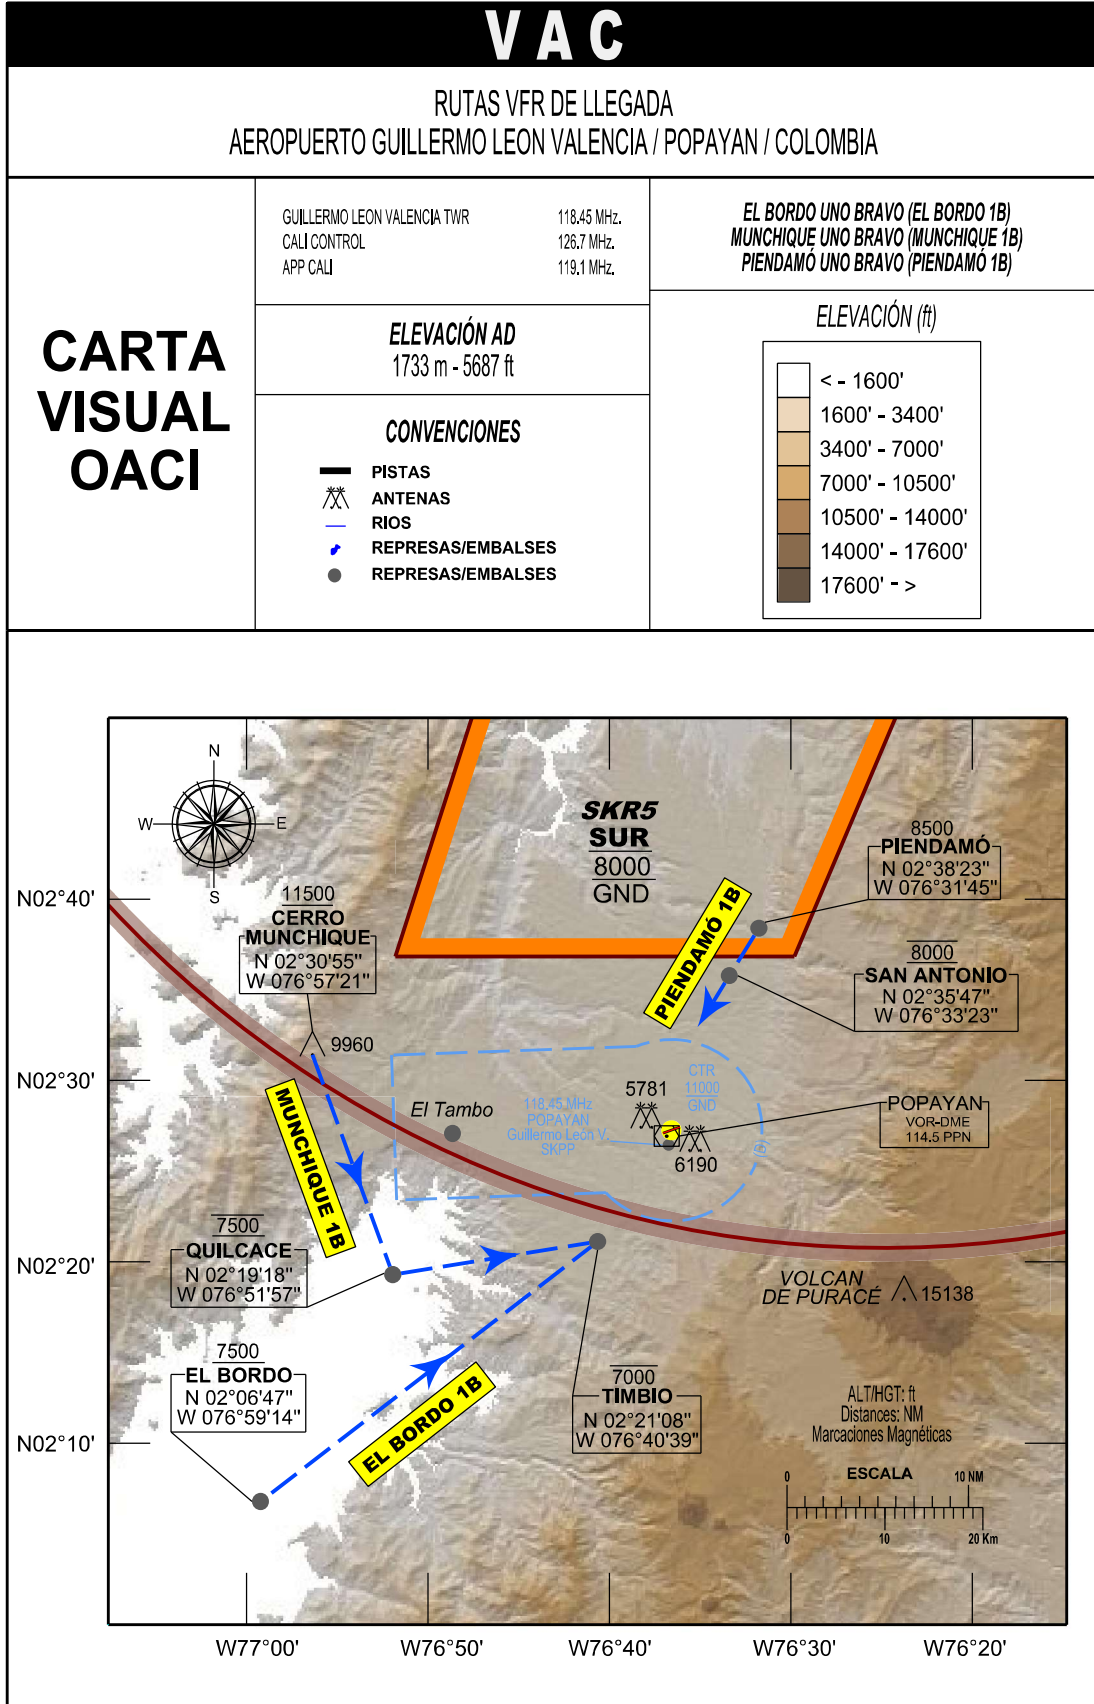 VAC
RUTAS VFR DE LLEGADA
AEROPUERTO GUILLERMO LEON VALENCIA / POPAYAN / COLOMBIA
CARTA
VISUAL
OACI
GUILLERMO LEON VALENCIA TWR 118.45 MHz.
CALI CONTROL 126.7 MHz.
APP CALI 119.1 MHz.
ELEVACIÓN AD
1733 m - 5687 ft
CONVENCIONES
PISTAS
ANTENAS
RIOS
REPRESAS/EMBALSES
REPRESAS/EMBALSES
EL BORDO UNO BRAVO (EL BORDO 1B)
MUNCHIQUE UNO BRAVO (MUNCHIQUE 1B)
PIENDAMÓ UNO BRAVO (PIENDAMÓ 1B)
ELEVACIÓN (ft)
< - 1600'
1600' - 3400'
3400' - 7000'
7000' - 10500'
10500' - 14000'
14000' - 17600'
17600' - >
N
W E
S
SKR5
SUR
8000
GND
8500
PIENDAMÓ
N 02°38'23"
W 076°31'45"
N02°40'
11500
CERRO
MUNCHIQUE
N 02°30'55"
W 076°57'21"
PIENDAMÓ 1B
8000
SAN ANTONIO
N 02°35'47"
W 076°33'23"
9960
N02°30'
MUNCHIQUE 1B
El Tambo
118.45 MHz
POPAYAN
Guillermo León V.
SKPP
CTR
11000
GND
5781
6190
(B)
POPAYAN
VOR-DME
114.5 PPN
7500
QUILCACE
N 02°19'18"
W 076°51'57"
N02°20'
VOLCAN
DE PURACÉ
15138
7500
EL BORDO
N 02°06'47"
W 076°59'14"
EL BORDO 1B
7000
TIMBIO
N 02°21'08"
W 076°40'39"
N02°10'
ALT/HGT: ft
Distances: NM
Marcaciones Magnéticas
ESCALA
0 10 NM
0 10 20 Km
W77°00' W76°50' W76°40' W76°30' W76°20'